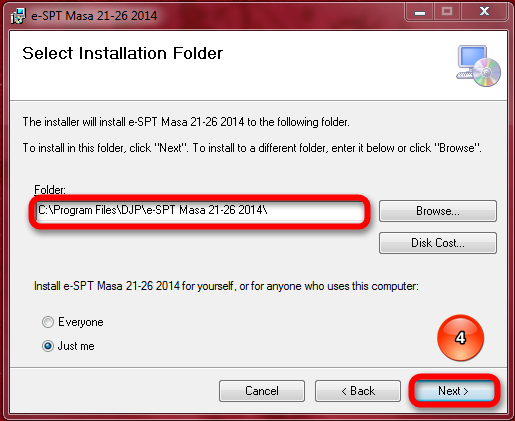 e-SPT Masa 21-26 2014
Select Installation Folder
The installer will install e-SPT Masa 21-26 2014 to the following folder.
To install in this folder, click "Next". To install to a different folder, enter it below or click "Browse".
Folder:
C:\Program Files\DJP\e-SPT Masa 21-26 2014\
Browse...
Disk Cost...
Install e-SPT Masa 21-26 2014 for yourself, or for anyone who uses this computer:
Everyone
Just me
4
Cancel
< Back
Next >